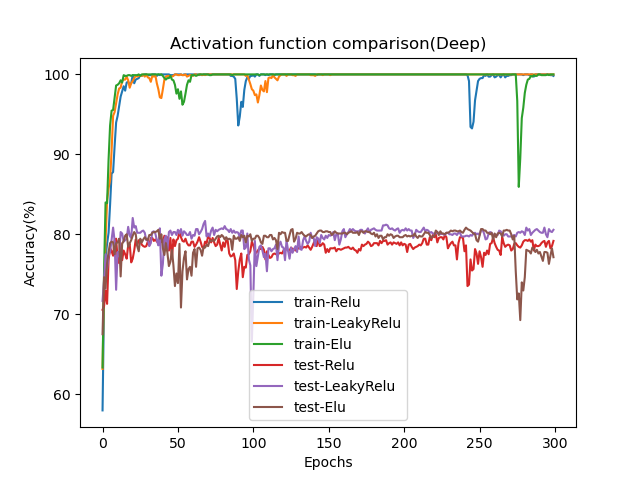 Activation function comparison(Deep)
Accuracy(%)
100
90
80
70
60
train-Relu
train-LeakyRelu
train-Elu
test-Relu
test-LeakyRelu
test-Elu
0 50 100 150 200 250 300
Epochs